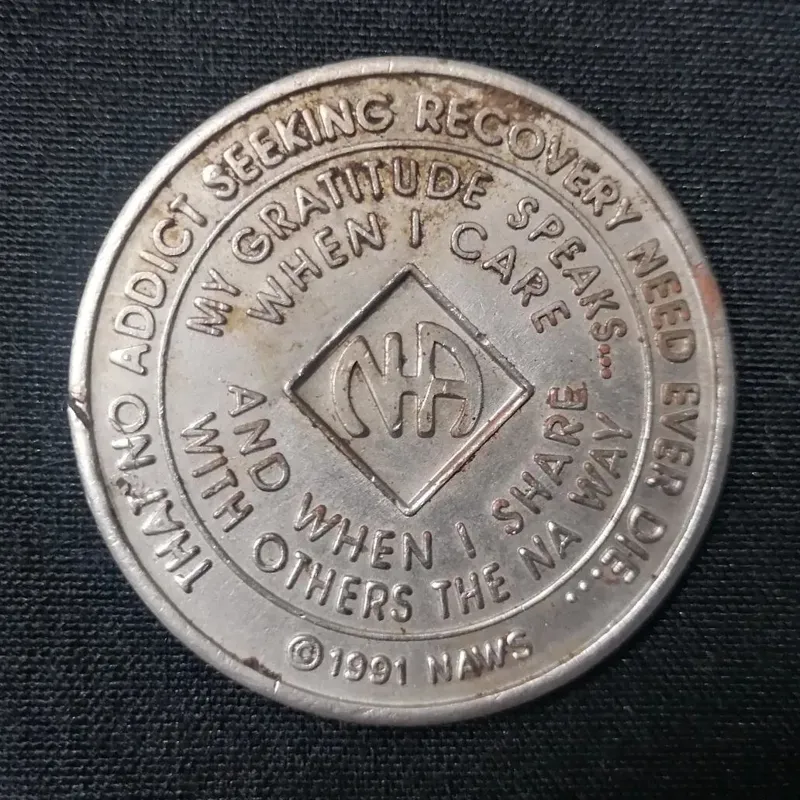 THAT NO ADDICT SEEKING RECOVERY NEED EVER DIE...
MY GRATITUDE SPEAKS...
WHEN I CARE
NA
AND WHEN I SHARE
WITH OTHERS THE NA WAY
©1991 NAWS